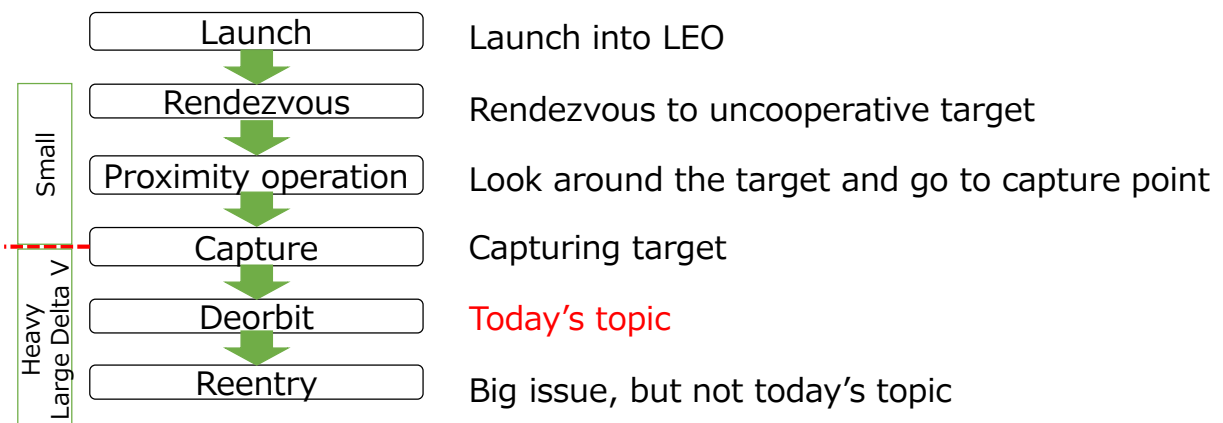 Launch
Launch into LEO
Rendezvous
Rendezvous to uncooperative target
Small
Proximity operation
Look around the target and go to capture point
Capture
Capturing target
Heavy
Large Delta V
Deorbit
Today’s topic
Reentry
Big issue, but not today’s topic